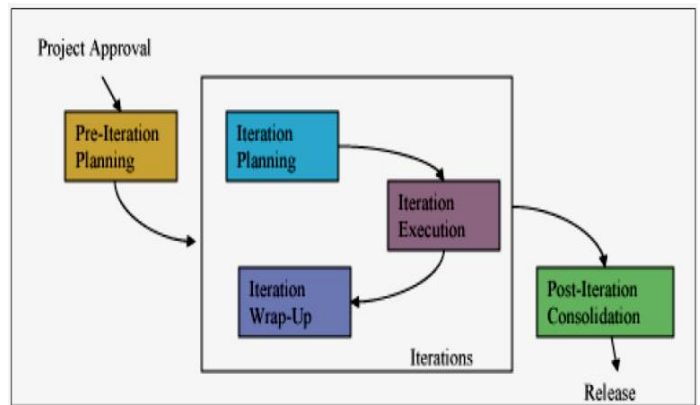 Project Approval
Pre-Iteration
Planning
Iteration
Planning
Iteration
Execution
Iteration
Wrap-Up
Iterations
Post-Iteration
Consolidation
Release